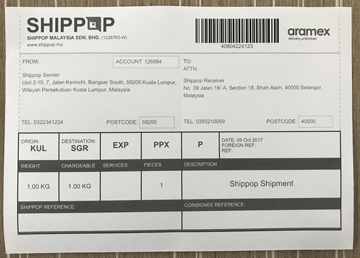 SHIPPOP
SHIPPOP MALAYSIA SDN. BHD. (1228765-W)
www.shippop.my
40604224123
aramex
delivery unlimited
FROM:
ACCOUNT: 126584
TO:
ATTN:
Shippop Sender
Unit 2-10, 7, Jalan Kerinchi, Bangsar South, 59200 Kuala Lumpur,
Wilayah Persekutuan Kuala Lumpur, Malaysia
Shippop Receiver
No. 39 Jalan 18/ A, Section 18, Shah Alam, 40000 Selangor,
Malaysia
TEL: 0322341234
POSTCODE: 59200
TEL: 0355210059
POSTCODE: 40000
ORIGIN:
KUL
DESTINATION:
SGR
EXP
PPX
P
DATE: 09 Oct 2017
FOREIGN REF:
REF:
WEIGHT
CHARGEABLE
SERVICES
PIECES
DESCRIPTION
1.00 KG
1.00 KG
1
Shippop Shipment
SHIPPOP REFERENCE:
CONSIGNEE REFERENCE: